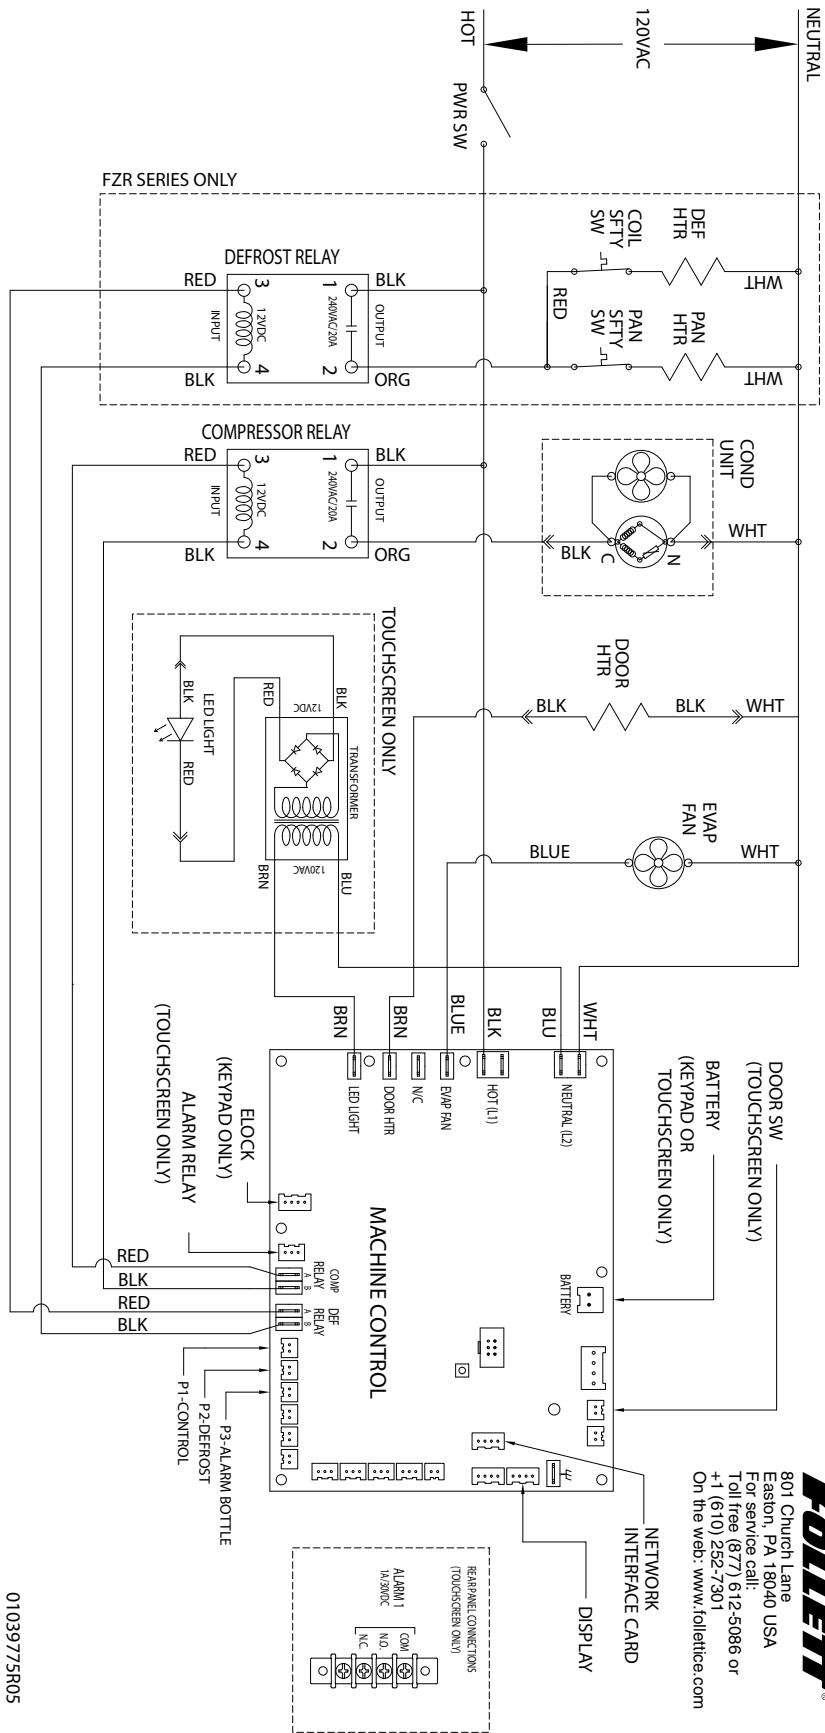 NEUTRAL
120VAC
HOT
PWR SW
FZR SERIES ONLY
DEF
HTR
COIL
SFTY
SW
WHT
RED
PAN
HTR
PAN
SFTY
SW
WHT
DEFROST RELAY
RED
3
12VDC
4
INPUT
BLK
BLK
1
240VAC/20A
2
OUTPUT
ORG
COMPRESSOR RELAY
RED
3
12VDC
4
INPUT
BLK
BLK
1
240VAC/20A
2
OUTPUT
ORG
COND
UNIT
BLK
C
N
WHT
TOUCHSCREEN ONLY
LED LIGHT
BLK
RED
RED
BLK
12VDC
TRANSFORMER
120VAC
BRN
BLU
DOOR
HTR
BLK
BLK
WHT
EVAP
FAN
BLUE
WHT
BRN
BRN
BLUE
BLK
BLU
WHT
LED LIGHT
DOOR HTR
N/C
EVAP FAN
HOT (L1)
NEUTRAL (L2)
MACHINE CONTROL
DOOR SW
(TOUCHSCREEN ONLY)
BATTERY
(KEYPAD OR
TOUCHSCREEN ONLY)
BATTERY
ELOCK
(KEYPAD ONLY)
ALARM RELAY
(TOUCHSCREEN ONLY)
RED
BLK
RED
BLK
COMP
RELAY
A
B
DEF
RELAY
A
B
P1-CONTROL
P2-DEFROST
P3-ALARM BOTTLE
NETWORK
INTERFACE CARD
DISPLAY
REAR PANEL CONNECTIONS
(TOUCHSCREEN ONLY)
ALARM 1
1A/30VDC
COM
N.O.
N.C.
FOLLETT®
801 Church Lane
Easton, PA 18040 USA
For service call:
Toll free (877) 612-5086 or
+1 (610) 252-7301
On the web: www.follettice.com
01039775R05